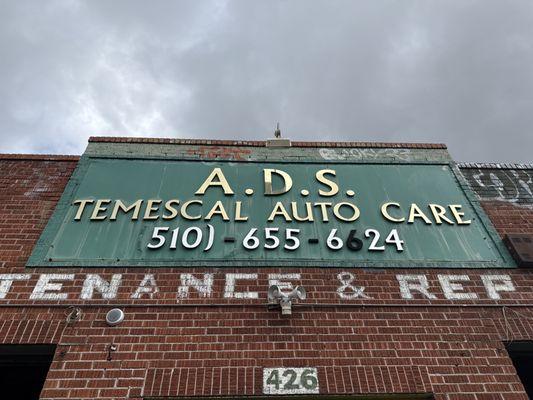 A.D.S.
TEMESCAL AUTO CARE
510) - 655 - 6624
TENANCE & REP
426